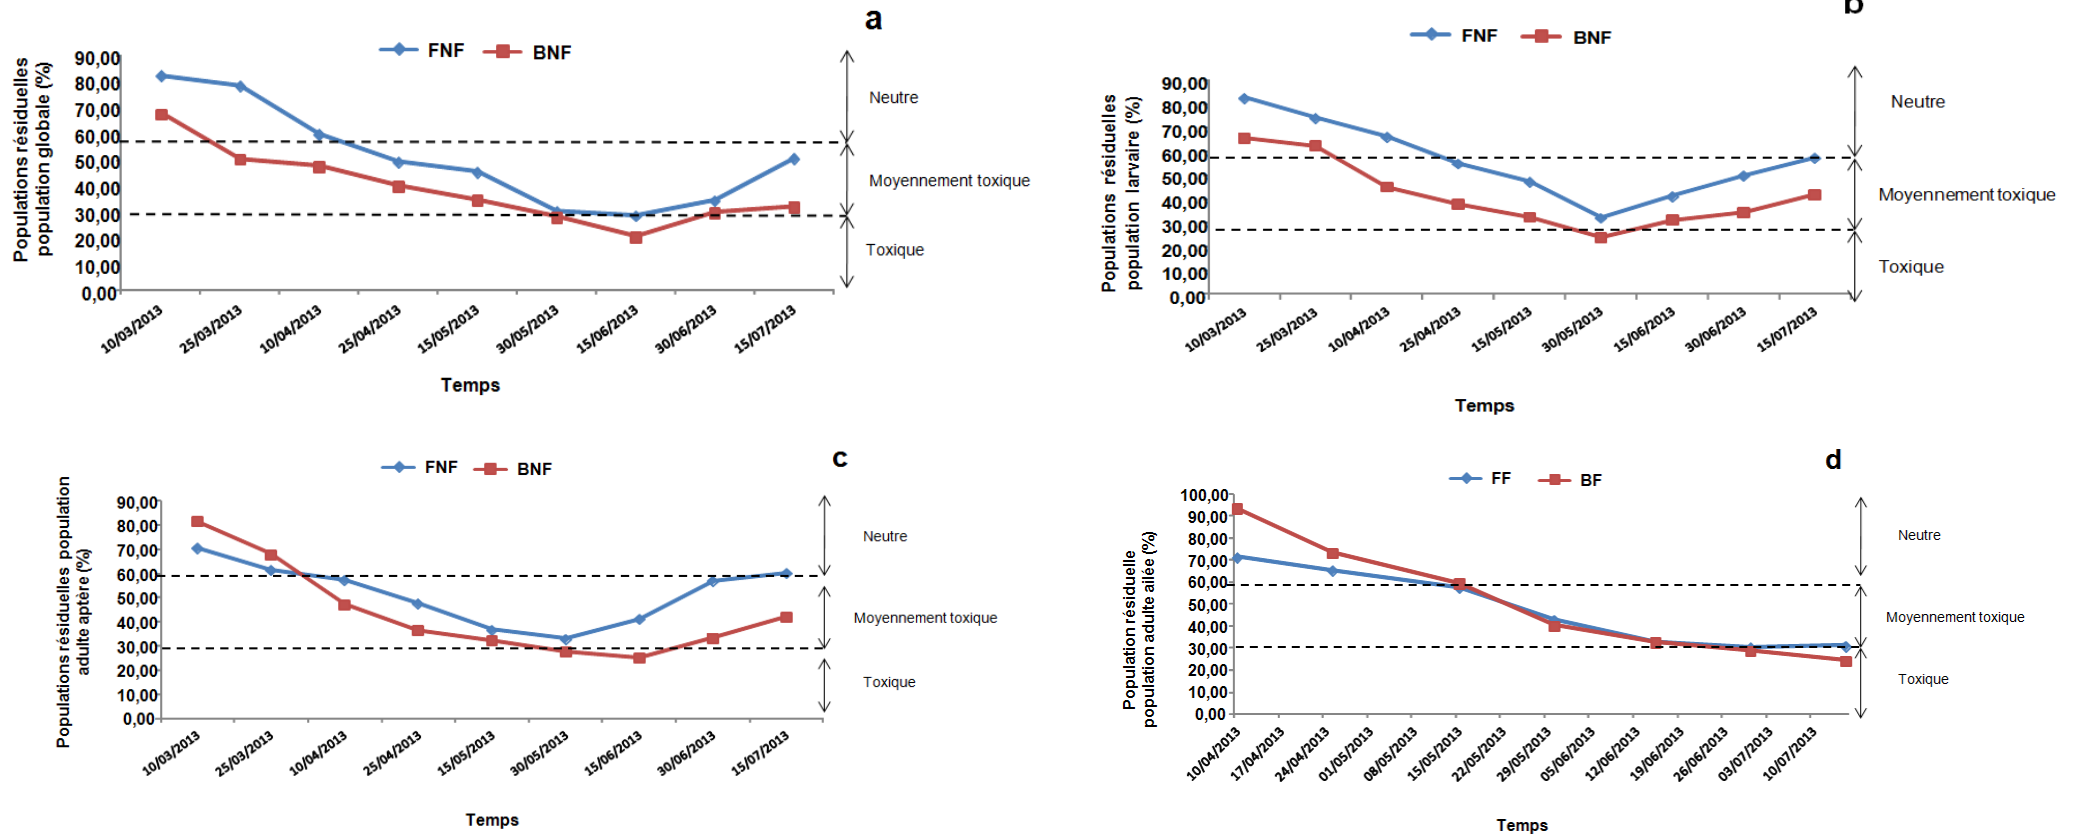 a
FNF BNF
Populations résiduelles
population globale (%)
90,00
80,00
70,00
60,00
50,00
40,00
30,00
20,00
10,00
0,00
Neutre
Moyennement toxique
Toxique
10/03/2013 25/03/2013 10/04/2013 25/04/2013 15/05/2013 30/05/2013 15/06/2013 30/06/2013 15/07/2013
Temps
b
FNF BNF
Populations résiduelles
population larvaire (%)
90,00
80,00
70,00
60,00
50,00
40,00
30,00
20,00
10,00
0,00
Neutre
Moyennement toxique
Toxique
10/03/2013 25/03/2013 10/04/2013 25/04/2013 15/05/2013 30/05/2013 15/06/2013 30/06/2013 15/07/2013
Temps
c
FNF BNF
Populations résiduelles population
adulte aptère (%)
90,00
80,00
70,00
60,00
50,00
40,00
30,00
20,00
10,00
0,00
Neutre
Moyennement toxique
Toxique
10/03/2013 25/03/2013 10/04/2013 25/04/2013 15/05/2013 30/05/2013 15/06/2013 30/06/2013 15/07/2013
Temps
d
FF BF
Population résiduelle
population adulte ailée (%)
100,00
90,00
80,00
70,00
60,00
50,00
40,00
30,00
20,00
10,00
0,00
Neutre
Moyennement toxique
Toxique
10/04/2013 17/04/2013 24/04/2013 01/05/2013 08/05/2013 15/05/2013 22/05/2013 29/05/2013 05/06/2013 12/06/2013 19/06/2013 26/06/2013 03/07/2013 10/07/2013
Temps